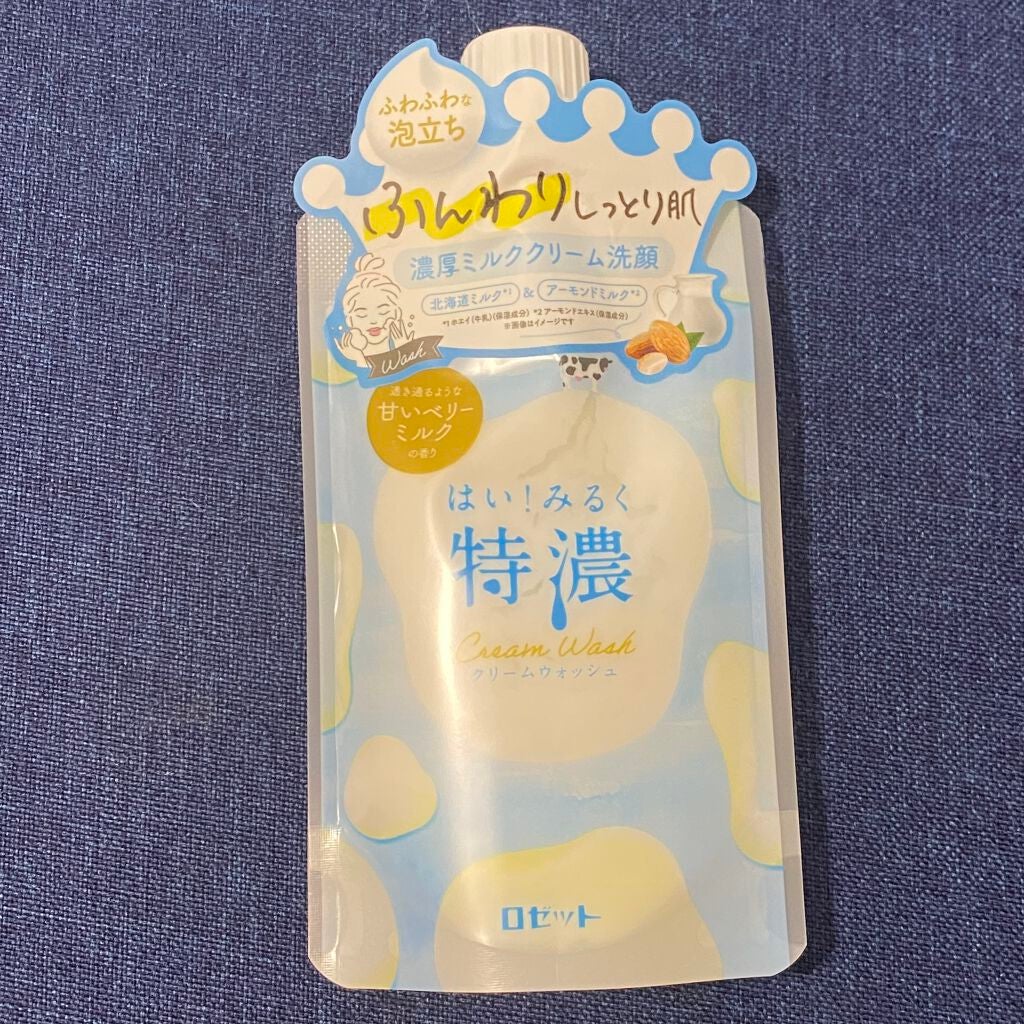 ふわふわな
泡立ち
ふんわりしっとり肌
濃厚ミルククリーム洗顔
北海道ミルク*1 & アーモンドミルク*2
*1 ホエイ(牛乳)(保湿成分) *2 アーモンドエキス(保湿成分)
※画像はイメージです
Wash
透き通るような
甘いベリー
ミルク
の香り
はい!みるく
特濃
Cream Wash
クリームウォッシュ
ロゼット